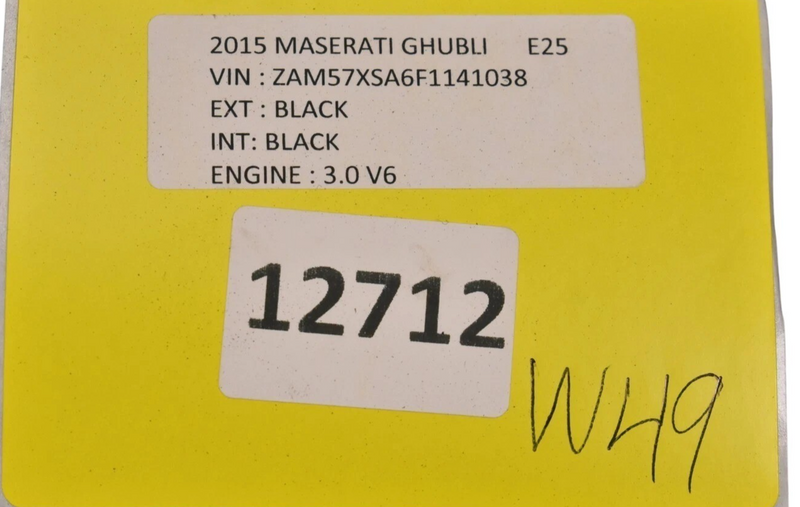 2015 MASERATI GHUBLI E25
VIN : ZAM57XSA6F1141038
EXT : BLACK
INT: BLACK
ENGINE : 3.0 V6
12712
W49